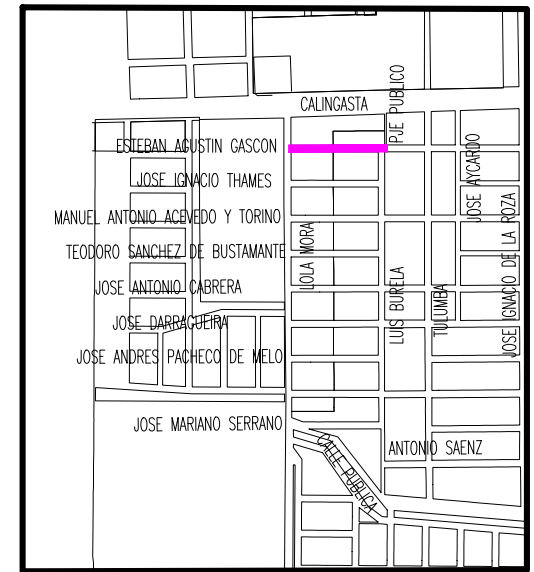 CALINGASTA
PJE PUBLICO
ESTEBAN AGUSTIN GASCON
JOSE AYCARDO
JOSE IGNACIO THAMES
MANUEL ANTONIO ACEVEDO Y TORINO
JOSE IGNACIO DE LA ROZA
LOLA MORA
TEODORO SANCHEZ DE BUSTAMANTE
LUIS BURELA
TULUMBA
JOSE ANTONIO CABRERA
JOSE DARRAGUEIRA
JOSE ANDRES PACHECO DE MELO
JOSE MARIANO SERRANO
ANTONIO SAENZ
CALLE PUBLICA